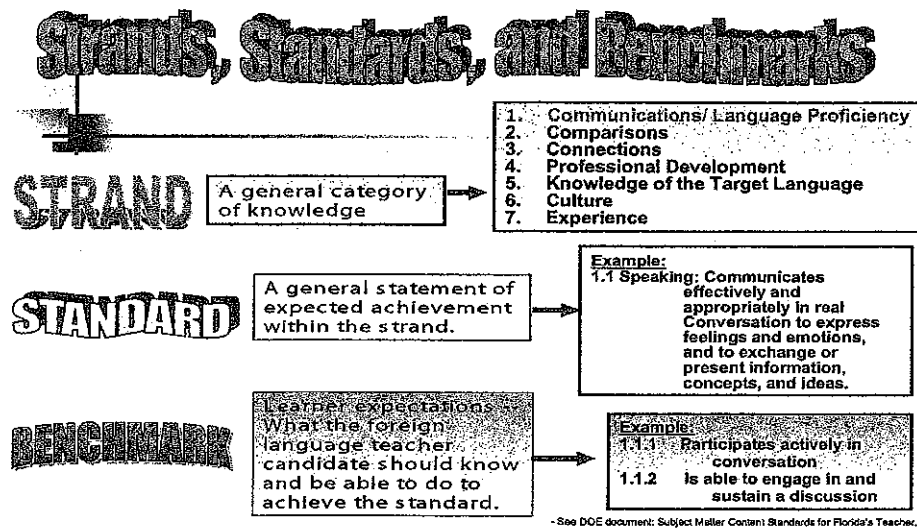 Strands, Standards, and Benchmarks
STRAND
A general category
of knowledge
1. Communications/ Language Proficiency
2. Comparisons
3. Connections
4. Professional Development
5. Knowledge of the Target Language
6. Culture
7. Experience
STANDARD
A general statement of
expected achievement
within the strand.
Example:
1.1 Speaking: Communicates
effectively and
appropriately in real
Conversation to express
feelings and emotions,
and to exchange or
present information,
concepts, and ideas.
BENCHMARK
Learner expectations ~
What the foreign
language teacher
candidate should know
and be able to do to
achieve the standard.
Example:
1.1.1 Participates actively in
conversation
1.1.2 Is able to engage in and
sustain a discussion
- See DOE document: Subject Matter Content Standards for Florida's Teacher.